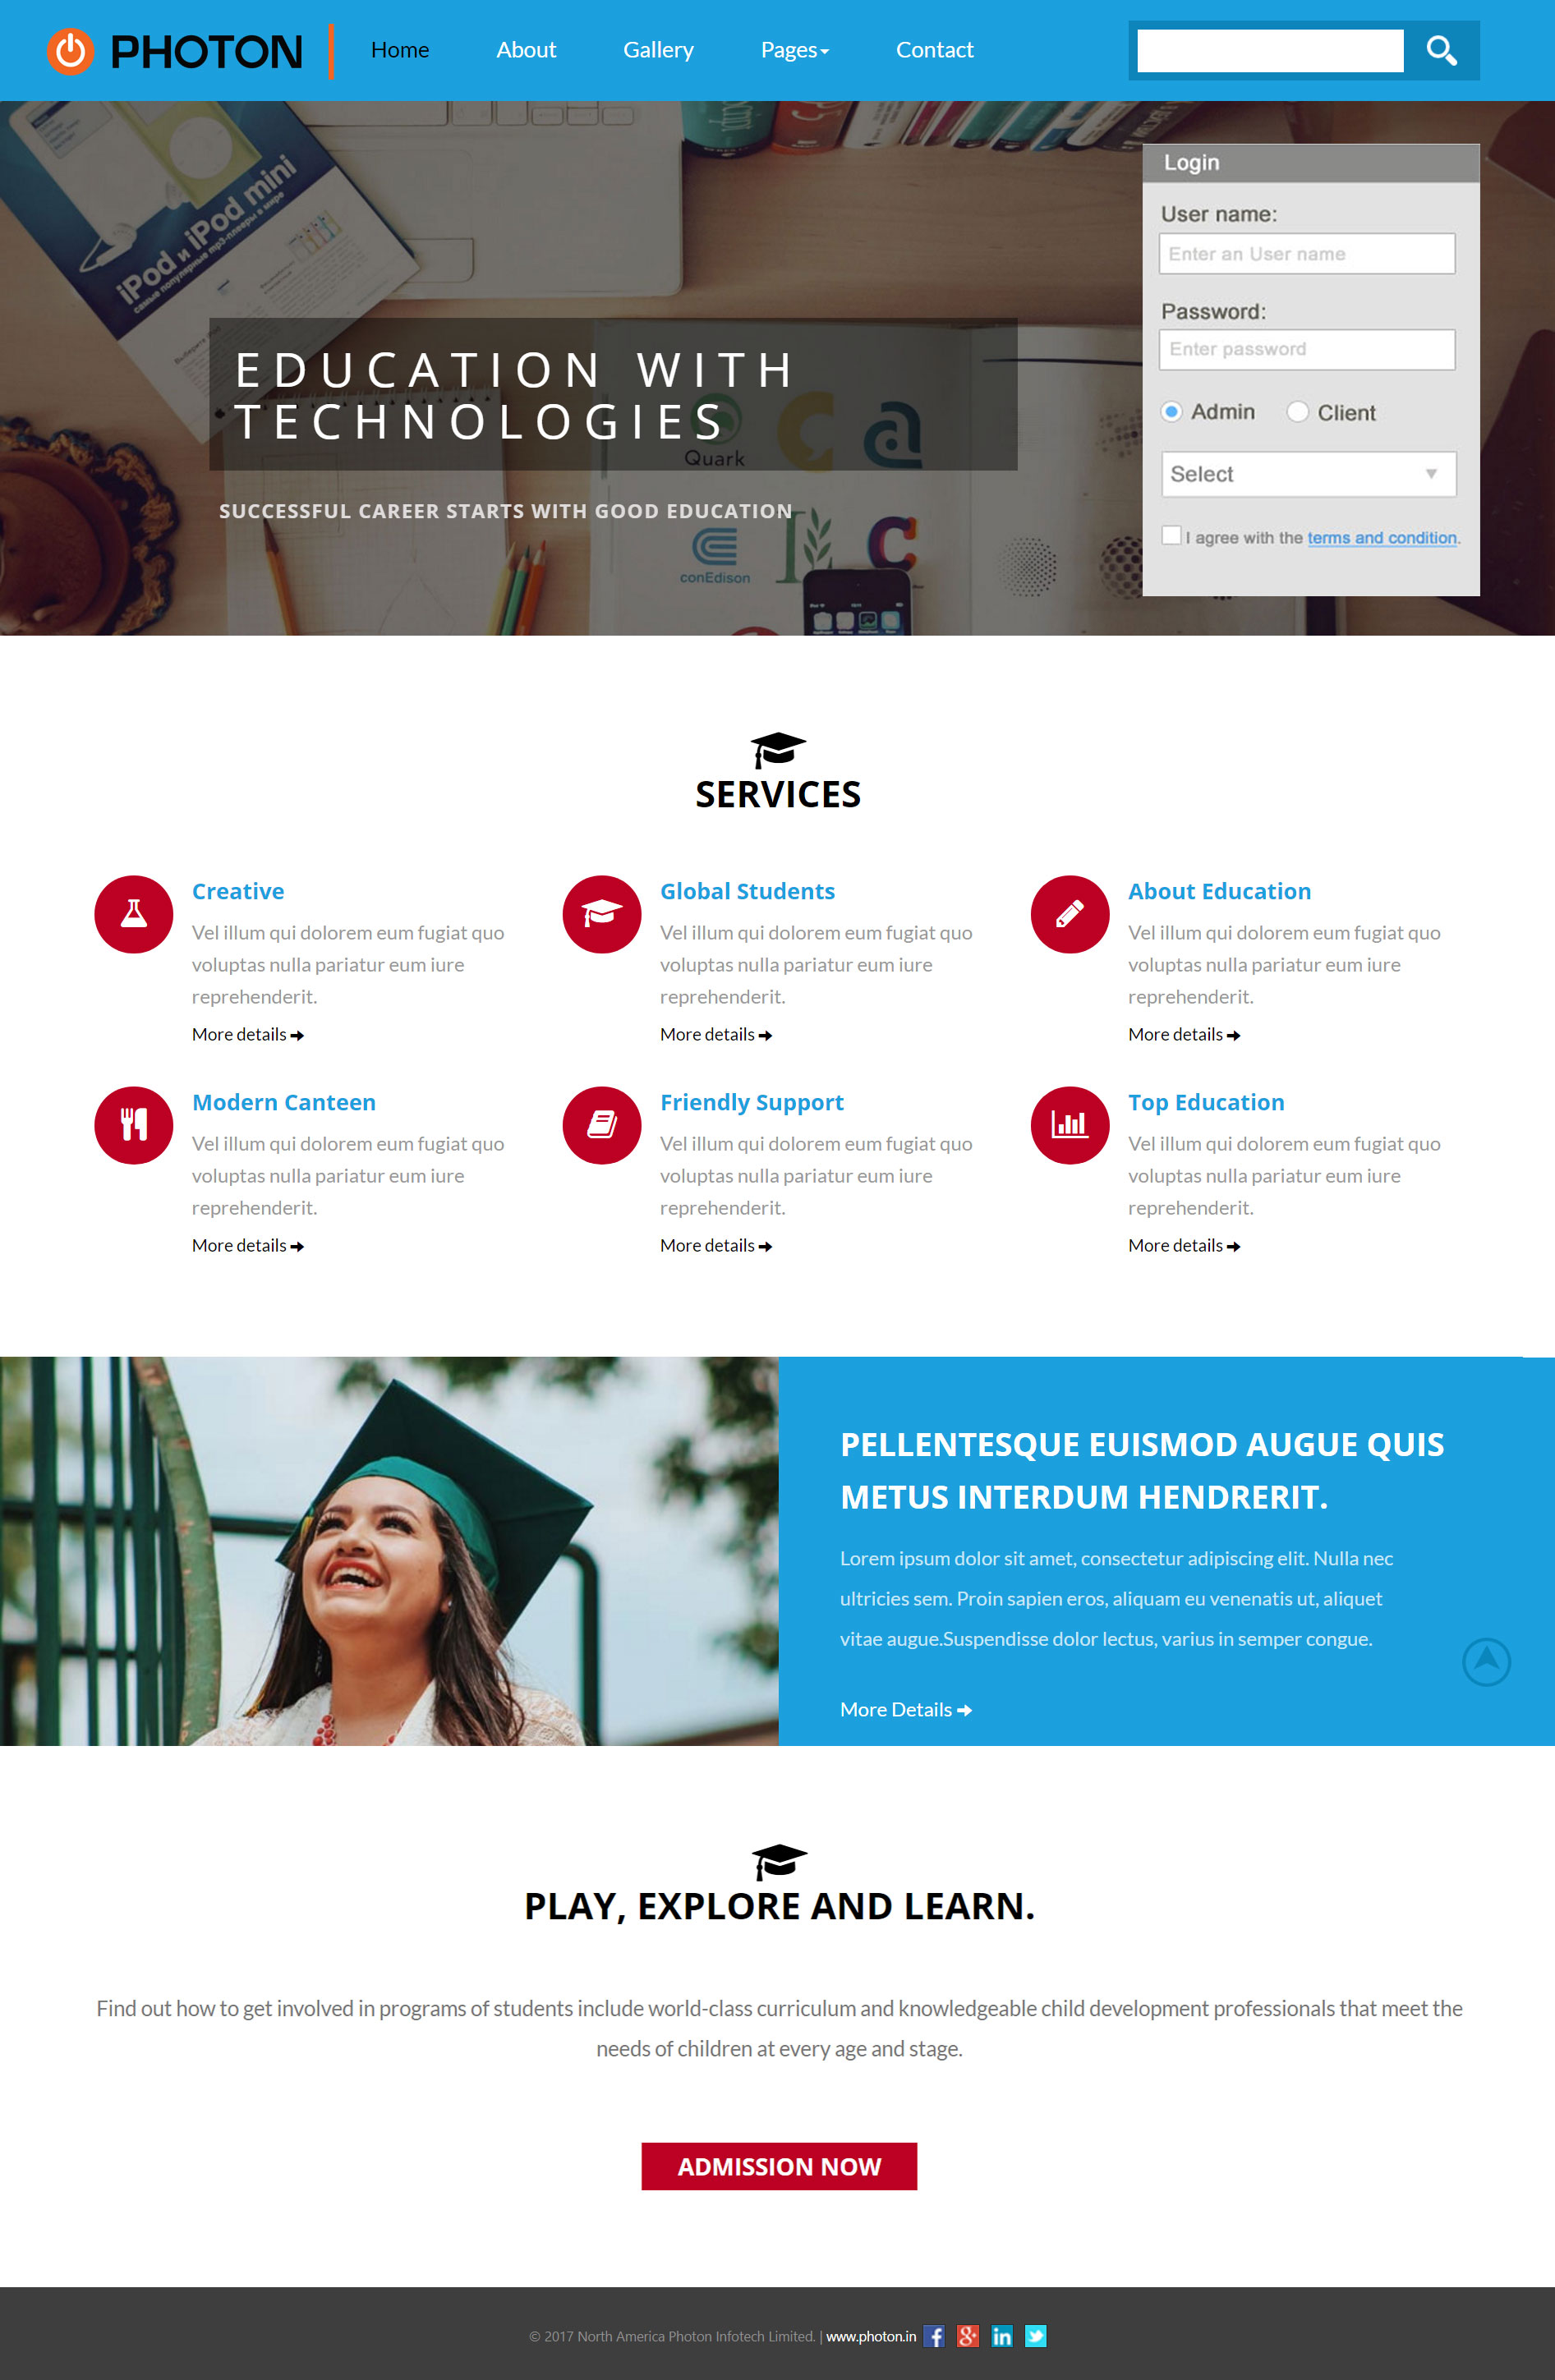 PHOTON
Home
About
Gallery
Pages
Contact
iPod и iPod mini
самые популярные mp3-плееры в мире
Login
User name:
Enter an User name
Password:
Enter password
Admin
Client
Select
I agree with the terms and condition.
EDUCATION WITH
TECHNOLOGIES
Quark
SUCCESSFUL CAREER STARTS WITH GOOD EDUCATION
conEdison
SERVICES
Creative
Vel illum qui dolorem eum fugiat quo
voluptas nulla pariatur eum iure
reprehenderit.
More details
Global Students
Vel illum qui dolorem eum fugiat quo
voluptas nulla pariatur eum iure
reprehenderit.
More details
About Education
Vel illum qui dolorem eum fugiat quo
voluptas nulla pariatur eum iure
reprehenderit.
More details
Modern Canteen
Vel illum qui dolorem eum fugiat quo
voluptas nulla pariatur eum iure
reprehenderit.
More details
Friendly Support
Vel illum qui dolorem eum fugiat quo
voluptas nulla pariatur eum iure
reprehenderit.
More details
Top Education
Vel illum qui dolorem eum fugiat quo
voluptas nulla pariatur eum iure
reprehenderit.
More details
PELLENTESQUE EUISMOD AUGUE QUIS
METUS INTERDUM HENDRERIT.
Lorem ipsum dolor sit amet, consectetur adipiscing elit. Nulla nec
ultricies sem. Proin sapien eros, aliquam eu venenatis ut, aliquet
vitae augue.Suspendisse dolor lectus, varius in semper congue.
More Details
PLAY, EXPLORE AND LEARN.
Find out how to get involved in programs of students include world-class curriculum and knowledgeable child development professionals that meet the
needs of children at every age and stage.
ADMISSION NOW
© 2017 North America Photon Infotech Limited. | www.photon.in